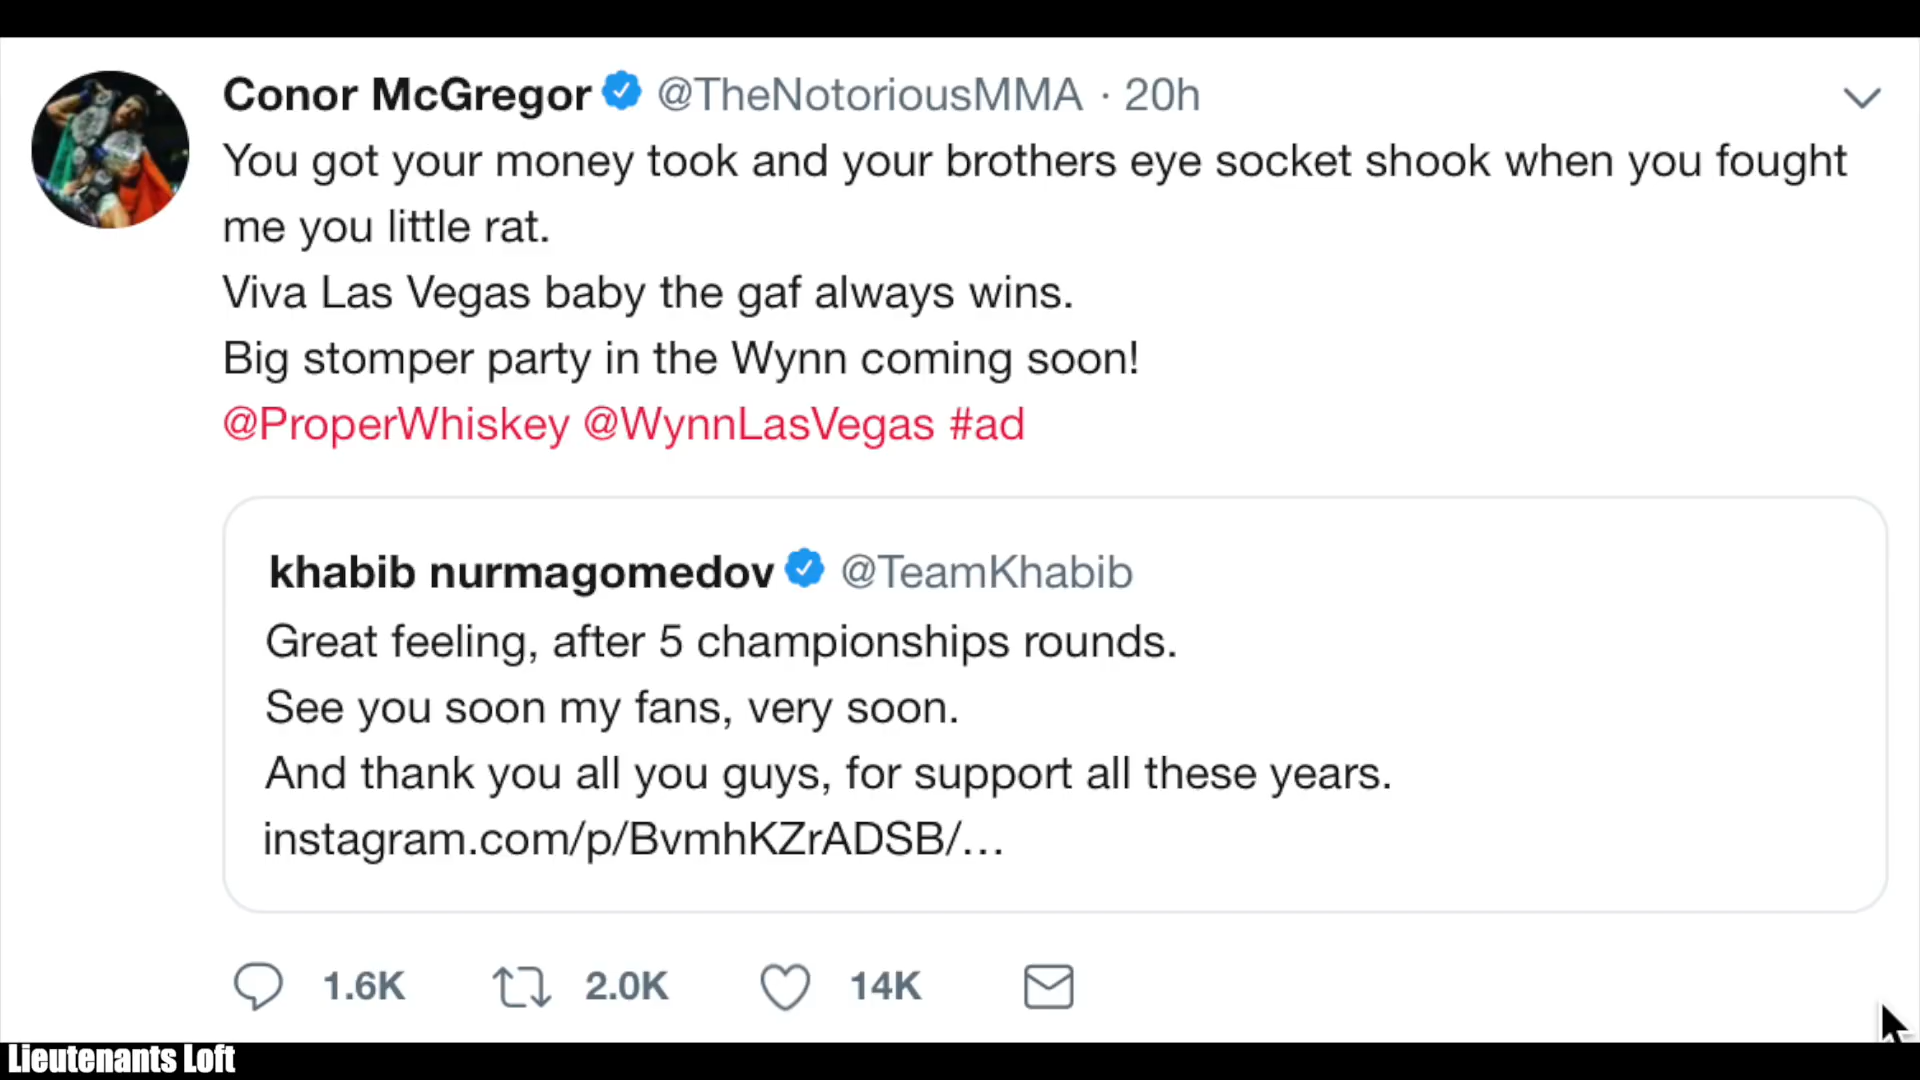 Conor McGregor @TheNotoriousMMA · 20h
You got your money took and your brothers eye socket shook when you fought
me you little rat.
Viva Las Vegas baby the gaf always wins.
Big stomper party in the Wynn coming soon!
@ProperWhiskey @WynnLasVegas #ad
khabib nurmagomedov @TeamKhabib
Great feeling, after 5 championships rounds.
See you soon my fans, very soon.
And thank you all you guys, for support all these years.
instagram.com/p/BvmhKZrADSB/…
1.6K 2.0K 14K
Lieutenants Loft